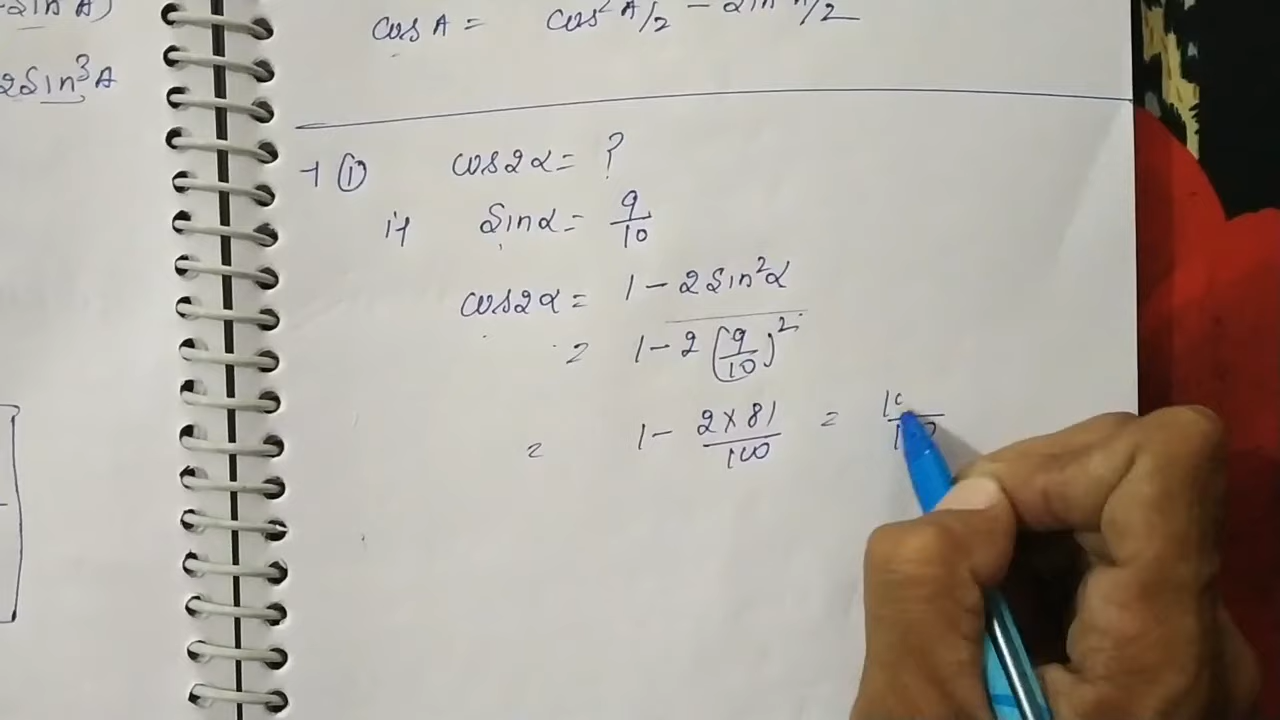 2Sin³A
cos A = cos² A/2 - Sin² A/2
→ ① cos2α = ?
if Sinα = 9/10
cos2α = 1 - 2Sin²α
= 1 - 2 (9/10)²
= 1 - 2×81/100 =